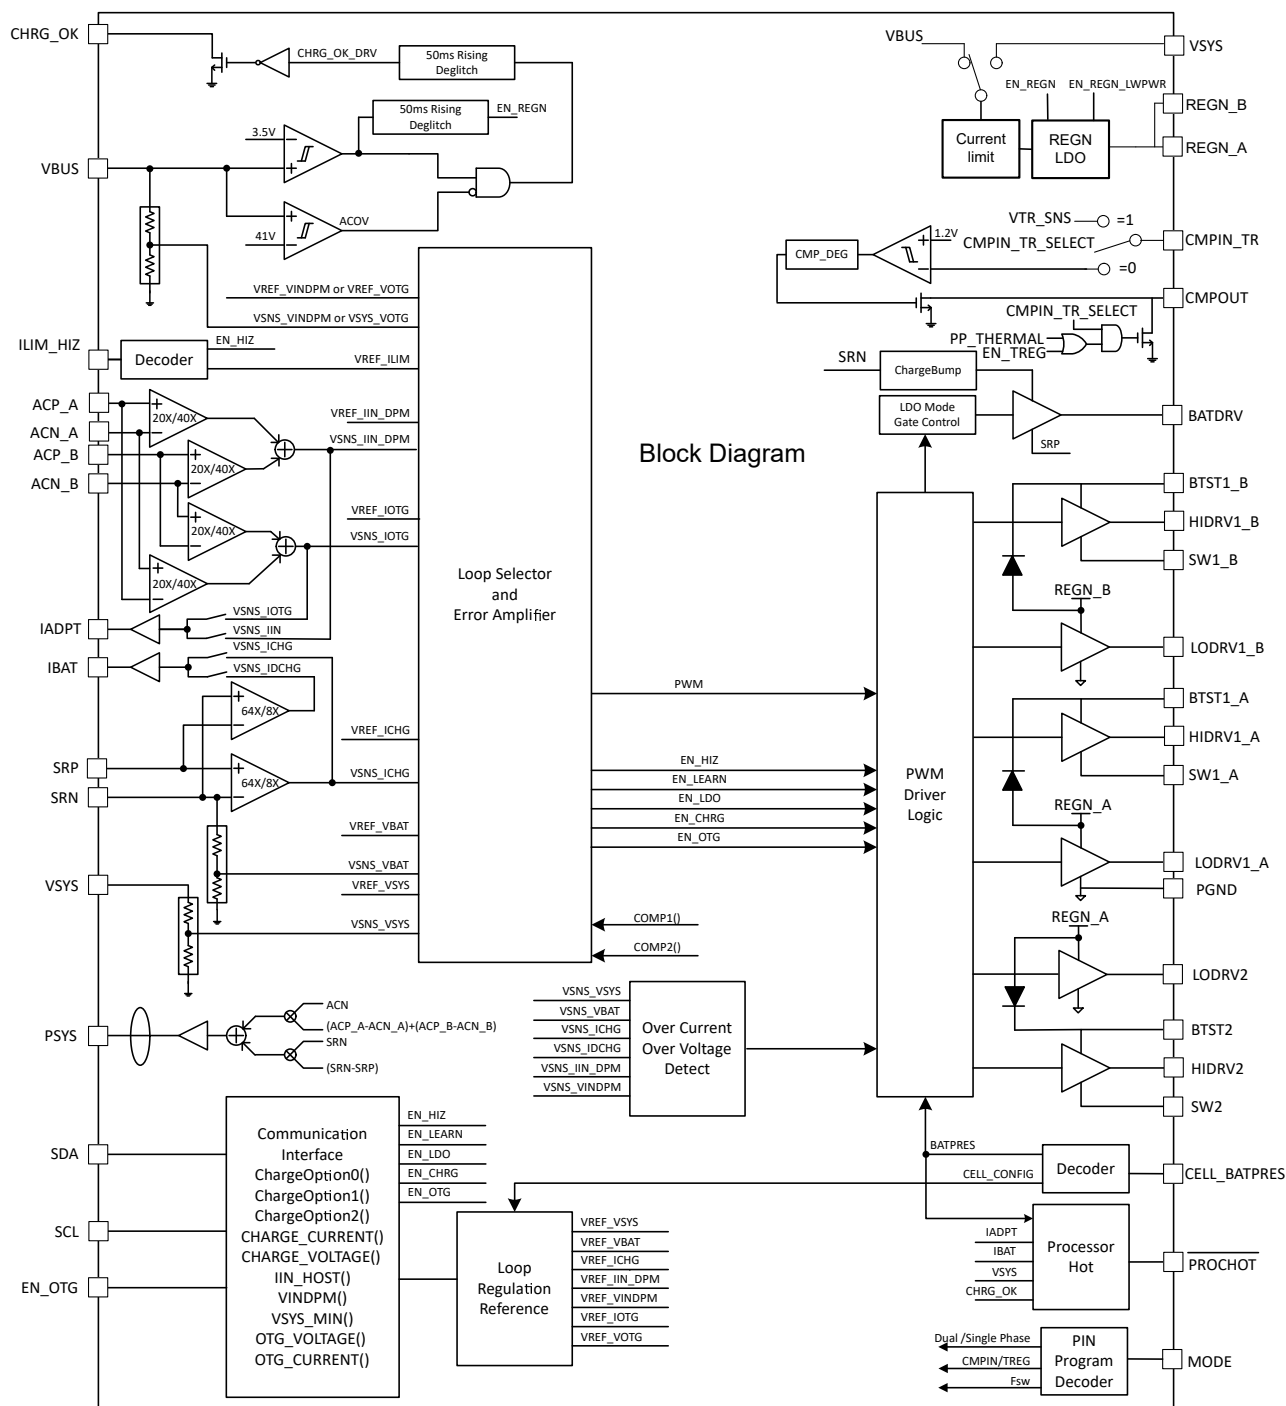 CHRG_OK
CHRG_OK_DRV
50ms Rising
Deglitch
50ms Rising
Deglitch
EN_REGN
3.5V
VBUS
41V
ACOV
VBUS
VSYS
EN_REGN
EN_REGN_LWPWR
REGN_B
Current
limit
REGN
LDO
REGN_A
VTR_SNS
=1
CMPIN_TR_SELECT
CMPIN_TR
=0
1.2V
CMP_DEG
CMPOUT
CMPIN_TR_SELECT
PP_THERMAL
EN_TREG
SRN
ChargeBump
LDO Mode
Gate Control
BATDRV
SRP
VREF_VINDPM or VREF_VOTG
VSNS_VINDPM or VSYS_VOTG
ILIM_HIZ
Decoder
EN_HIZ
VREF_ILIM
ACP_A
ACN_A
ACP_B
ACN_B
20X/40X
20X/40X
20X/40X
20X/40X
VREF_IIN_DPM
VSNS_IIN_DPM
VREF_IOTG
VSNS_IOTG
Block Diagram
Loop Selector
and
Error Amplifier
IADPT
VSNS_IOTG
VSNS_IIN
IBAT
VSNS_ICHG
VSNS_IDCHG
64X/8X
64X/8X
VREF_ICHG
SRP
VSNS_ICHG
SRN
VREF_VBAT
VSNS_VBAT
VREF_VSYS
VSYS
VSNS_VSYS
PWM
EN_HIZ
EN_LEARN
EN_LDO
EN_CHRG
EN_OTG
COMP1()
COMP2()
PWM
Driver
Logic
BTST1_B
HIDRV1_B
SW1_B
REGN_B
LODRV1_B
BTST1_A
HIDRV1_A
SW1_A
REGN_A
LODRV1_A
PGND
REGN_A
LODRV2
BTST2
HIDRV2
SW2
PSYS
ACN
(ACP_A-ACN_A)+(ACP_B-ACN_B)
SRN
(SRN-SRP)
VSNS_VSYS
VSNS_VBAT
VSNS_ICHG
VSNS_IDCHG
VSNS_IIN_DPM
VSNS_VINDPM
Over Current
Over Voltage
Detect
SDA
SCL
EN_OTG
Communication
Interface
ChargeOption0()
ChargeOption1()
ChargeOption2()
CHARGE_CURRENT()
CHARGE_VOLTAGE()
IIN_HOST()
VINDPM()
VSYS_MIN()
OTG_VOLTAGE()
OTG_CURRENT()
EN_HIZ
EN_LEARN
EN_LDO
EN_CHRG
EN_OTG
Loop
Regulation
Reference
VREF_VSYS
VREF_VBAT
VREF_ICHG
VREF_IIN_DPM
VREF_VINDPM
VREF_IOTG
VREF_VOTG
BATPRES
CELL_CONFIG
Decoder
CELL_BATPRES
IADPT
IBAT
VSYS
CHRG_OK
Processor
Hot
PROCHOT
Dual /Single Phase
CMPIN/TREG
Fsw
PIN
Program
Decoder
MODE